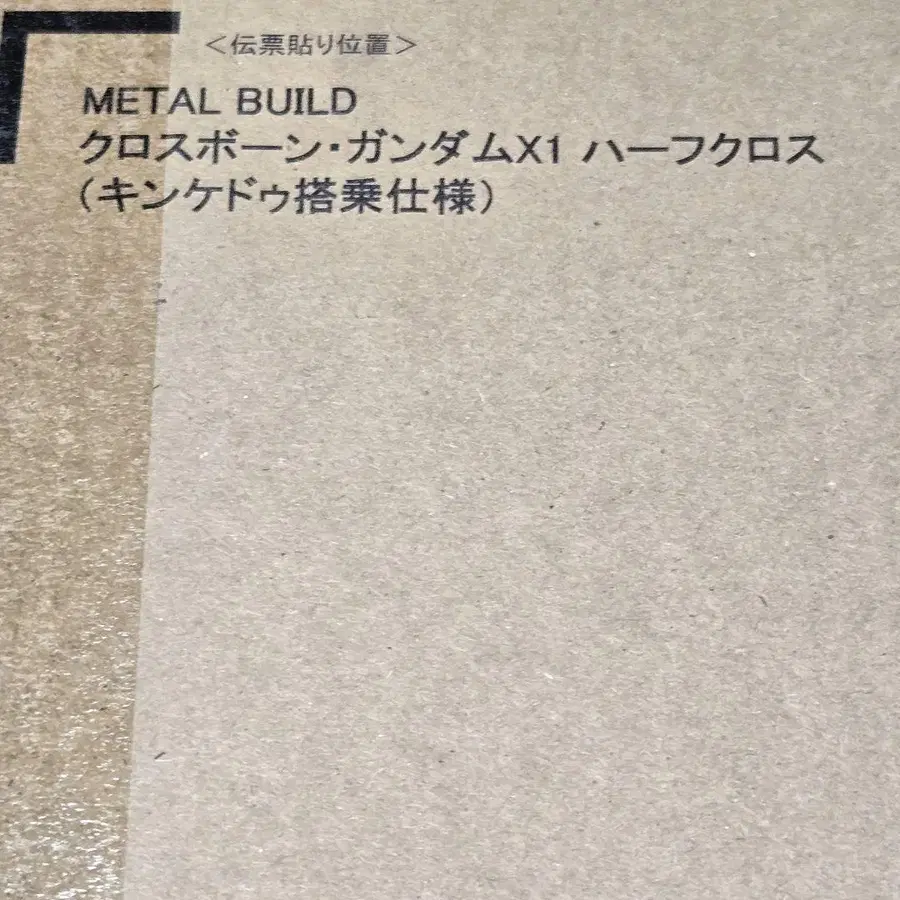 ＜伝票貼り位置＞
METAL BUILD
クロスボーン・ガンダムX1 ハーフクロス
（キンケドゥ搭乗仕様）